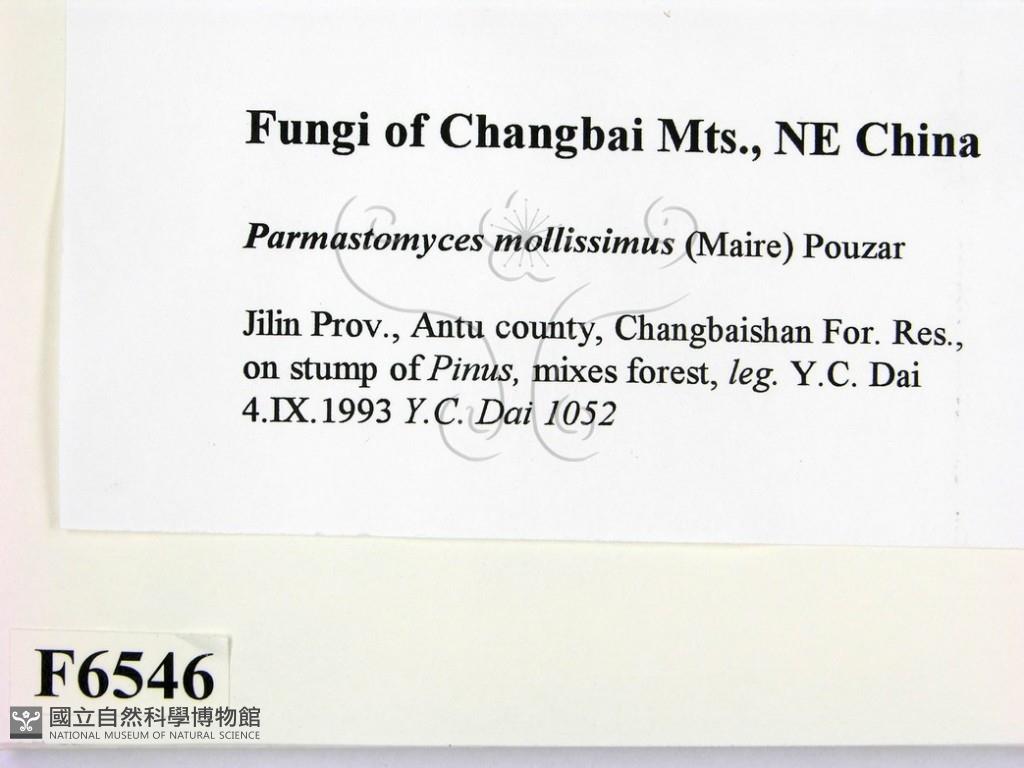 Fungi of Changbai Mts., NE China
Parmastomyces mollissimus (Maire) Pouzar
Jilin Prov., Antu county, Changbaishan For. Res.,
on stump of Pinus, mixes forest, leg. Y.C. Dai
4.IX.1993 Y.C. Dai 1052
F6546
國立自然科學博物館
NATIONAL MUSEUM OF NATURAL SCIENCE